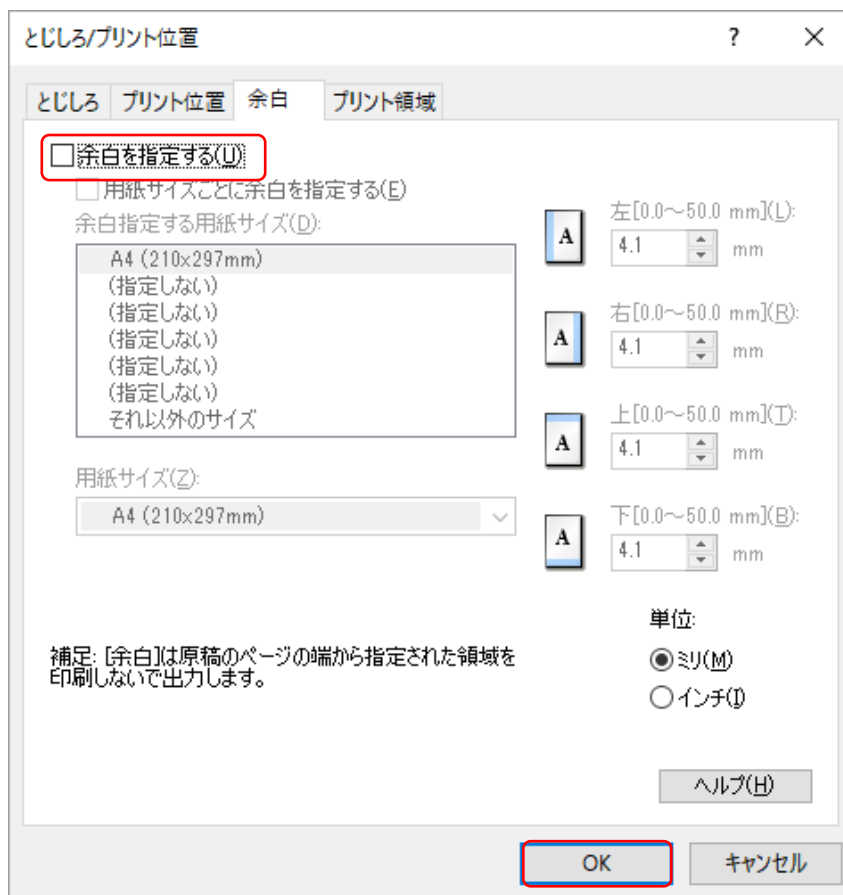 とじしろ/プリント位置
? ×
とじしろ プリント位置 余白 プリント領域
余白を指定する(U)
用紙サイズごとに余白を指定する(E)
余白指定する用紙サイズ(D):
A4 (210x297mm)
(指定しない)
(指定しない)
(指定しない)
(指定しない)
(指定しない)
それ以外のサイズ
用紙サイズ(Z):
A4 (210x297mm)
A
左[0.0～50.0 mm](L):
4.1 mm
A
右[0.0～50.0 mm](R):
4.1 mm
A
上[0.0～50.0 mm](T):
4.1 mm
A
下[0.0～50.0 mm](B):
4.1 mm
補足: [余白]は原稿のページの端から指定された領域を
印刷しないで出力します。
単位:
ミリ(M)
インチ(I)
ヘルプ(H)
OK キャンセル